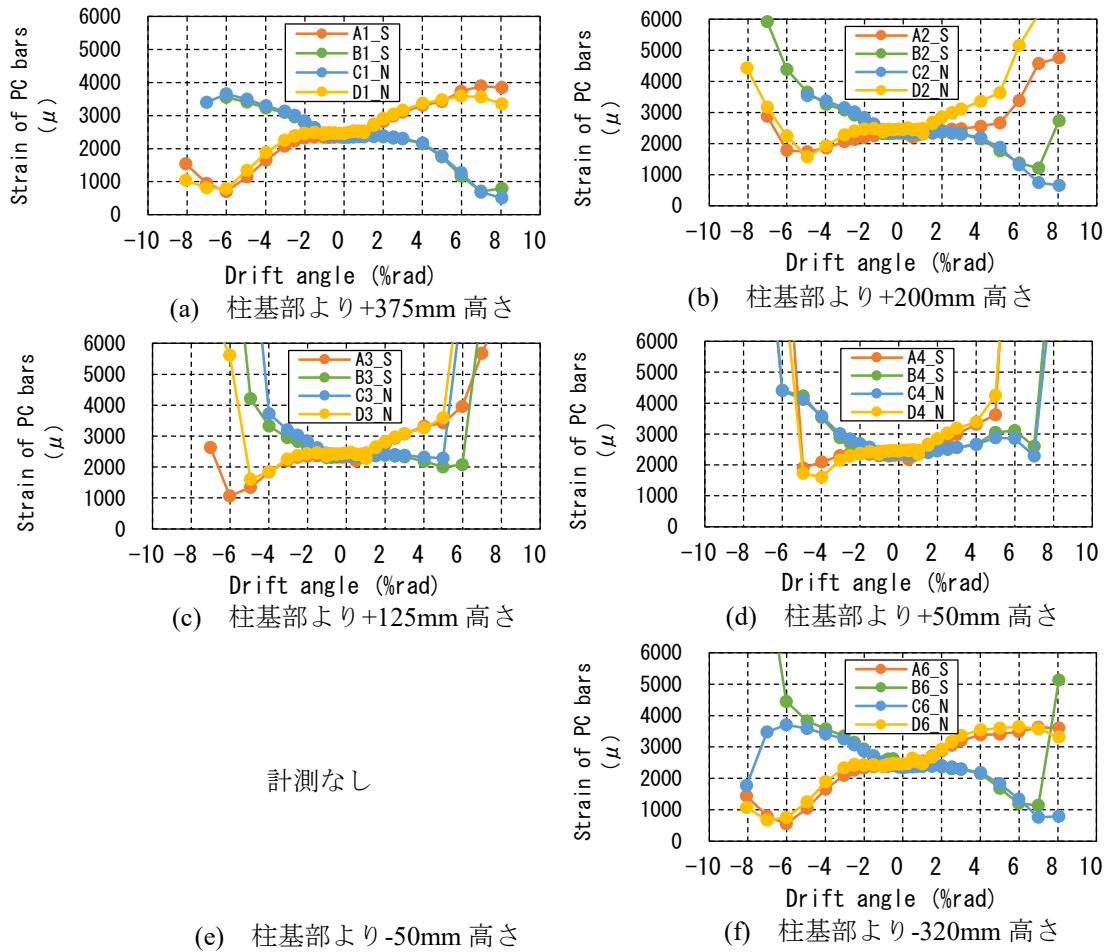 6000
5000
4000
3000
2000
1000
0
Strain of PC bars
(μ)
A1_S
B1_S
C1_N
D1_N
-10 -8 -6 -4 -2 0 2 4 6 8 10
Drift angle (%rad)
(a) 柱基部より+375mm 高さ
6000
5000
4000
3000
2000
1000
0
Strain of PC bars
(μ)
A2_S
B2_S
C2_N
D2_N
-10 -8 -6 -4 -2 0 2 4 6 8 10
Drift angle (%rad)
(b) 柱基部より+200mm 高さ
6000
5000
4000
3000
2000
1000
0
Strain of PC bars
(μ)
A3_S
B3_S
C3_N
D3_N
-10 -8 -6 -4 -2 0 2 4 6 8 10
Drift angle (%rad)
(c) 柱基部より+125mm 高さ
6000
5000
4000
3000
2000
1000
0
Strain of PC bars
(μ)
A4_S
B4_S
C4_N
D4_N
-10 -8 -6 -4 -2 0 2 4 6 8 10
Drift angle (%rad)
(d) 柱基部より+50mm 高さ
計測なし
(e) 柱基部より-50mm 高さ
6000
5000
4000
3000
2000
1000
0
Strain of PC bars
(μ)
A6_S
B6_S
C6_N
D6_N
-10 -8 -6 -4 -2 0 2 4 6 8 10
Drift angle (%rad)
(f) 柱基部より-320mm 高さ